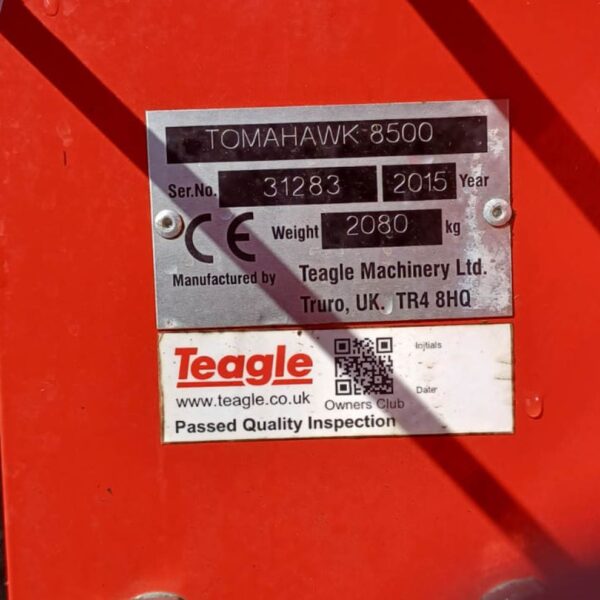 TOMAHAWK 8500
Ser.No. 31283 2015 Year
CE Weight 2080 kg
Manufactured by Teagle Machinery Ltd.
Truro, UK. TR4 8HQ
Teagle
www.teagle.co.uk
Owners Club
Initials
Date
Passed Quality Inspection